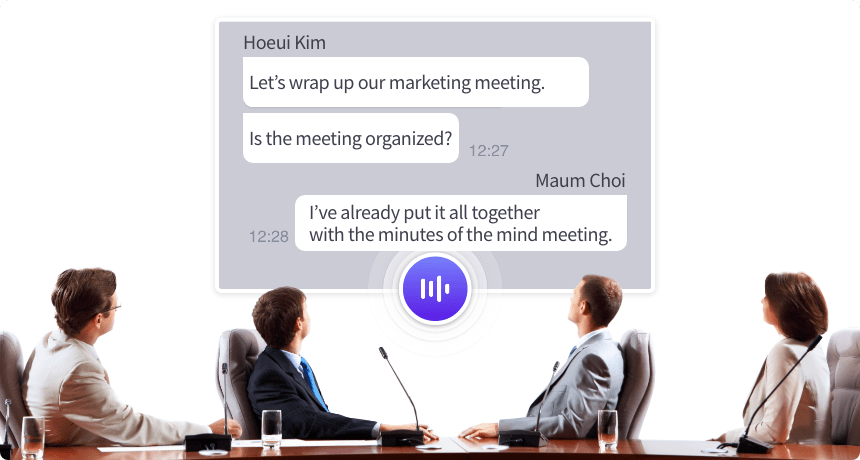 Hoeui Kim
Let’s wrap up our marketing meeting.
Is the meeting organized?
12:27
Maum Choi
I’ve already put it all together
with the minutes of the mind meeting.
12:28